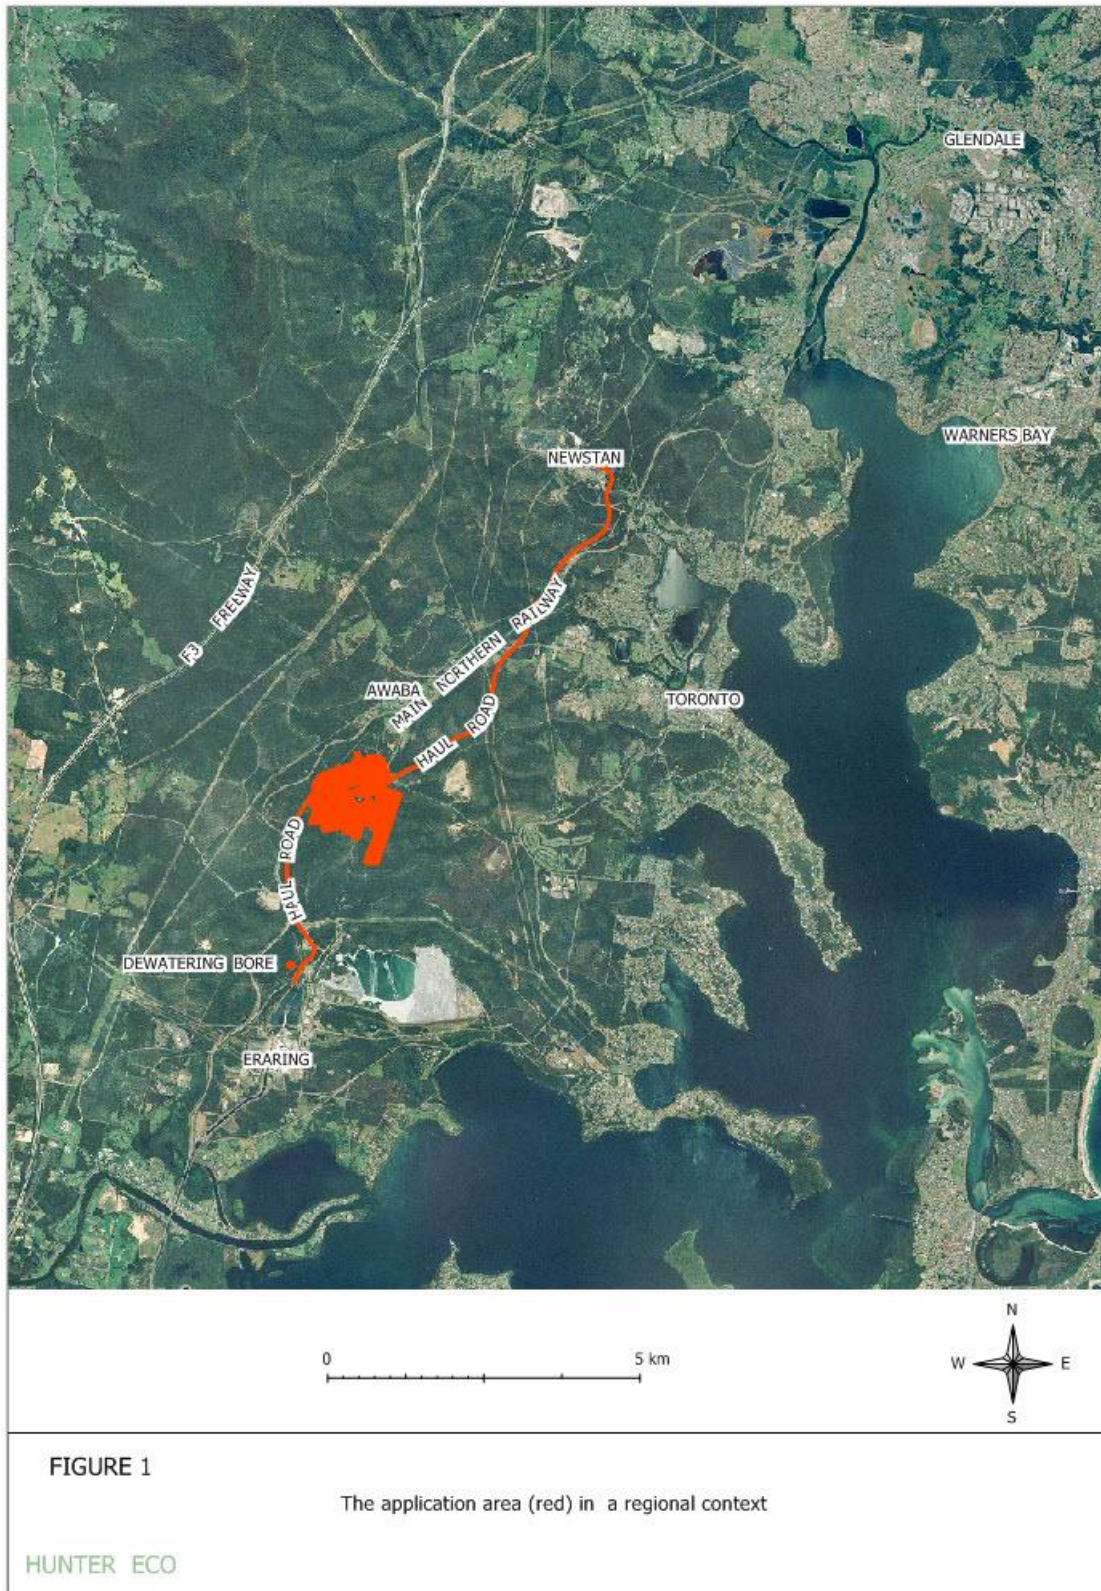 GLENDALE
WARNERS BAY
NEWSTAN
F3 FREEWAY
MAIN NORTHERN RAILWAY
AWABA
TORONTO
HAUL ROAD
HAUL ROAD
DEWATERING BORE
ERARING
0 5 km
N
W E
S
FIGURE 1
The application area (red) in a regional context
HUNTER ECO